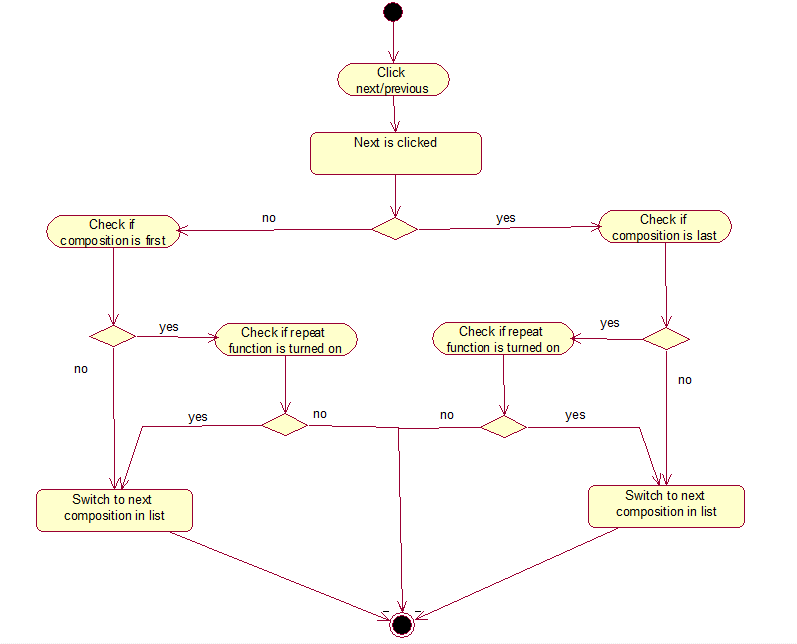 Click
next/previous
Next is clicked
no
yes
Check if
composition is first
Check if
composition is last
yes
Check if repeat
function is turned on
Check if repeat
function is turned on
yes
no
no
yes
no
no
yes
Switch to next
composition in list
Switch to next
composition in list